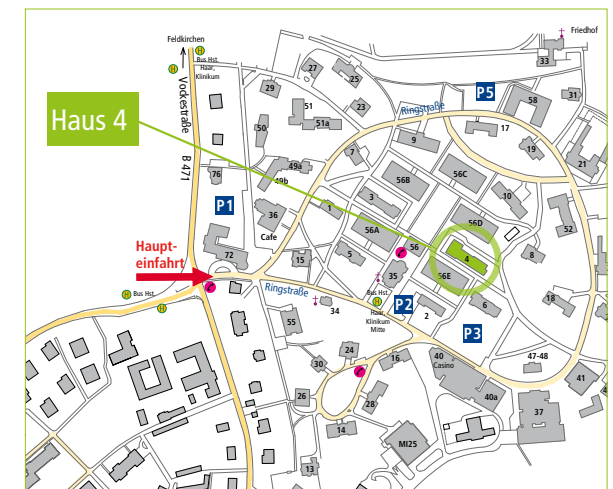 Feldkirchen
H
Bus Hst.
Haar,
Klinikum
H
Vockestraße
B 471
Friedhof
33
27
25
29
23
51
51a
50
P5
58
31
Ringstraße
17
Haus 4
9
19
21
7
49a
49b
76
56B
56C
P1
3
10
36
Cafe
1
56A
56D
52
Haupt-
einfahrt
72
15
5
56
4
8
35
56E
H
Bus Hst.
Ringstraße
Bus Hst.
H
Haar
Klinikum
Mitte
P2
2
6
18
34
55
P3
H
24
16
40
Casino
47-48
30
41
26
28
40a
37
14
MI25
13